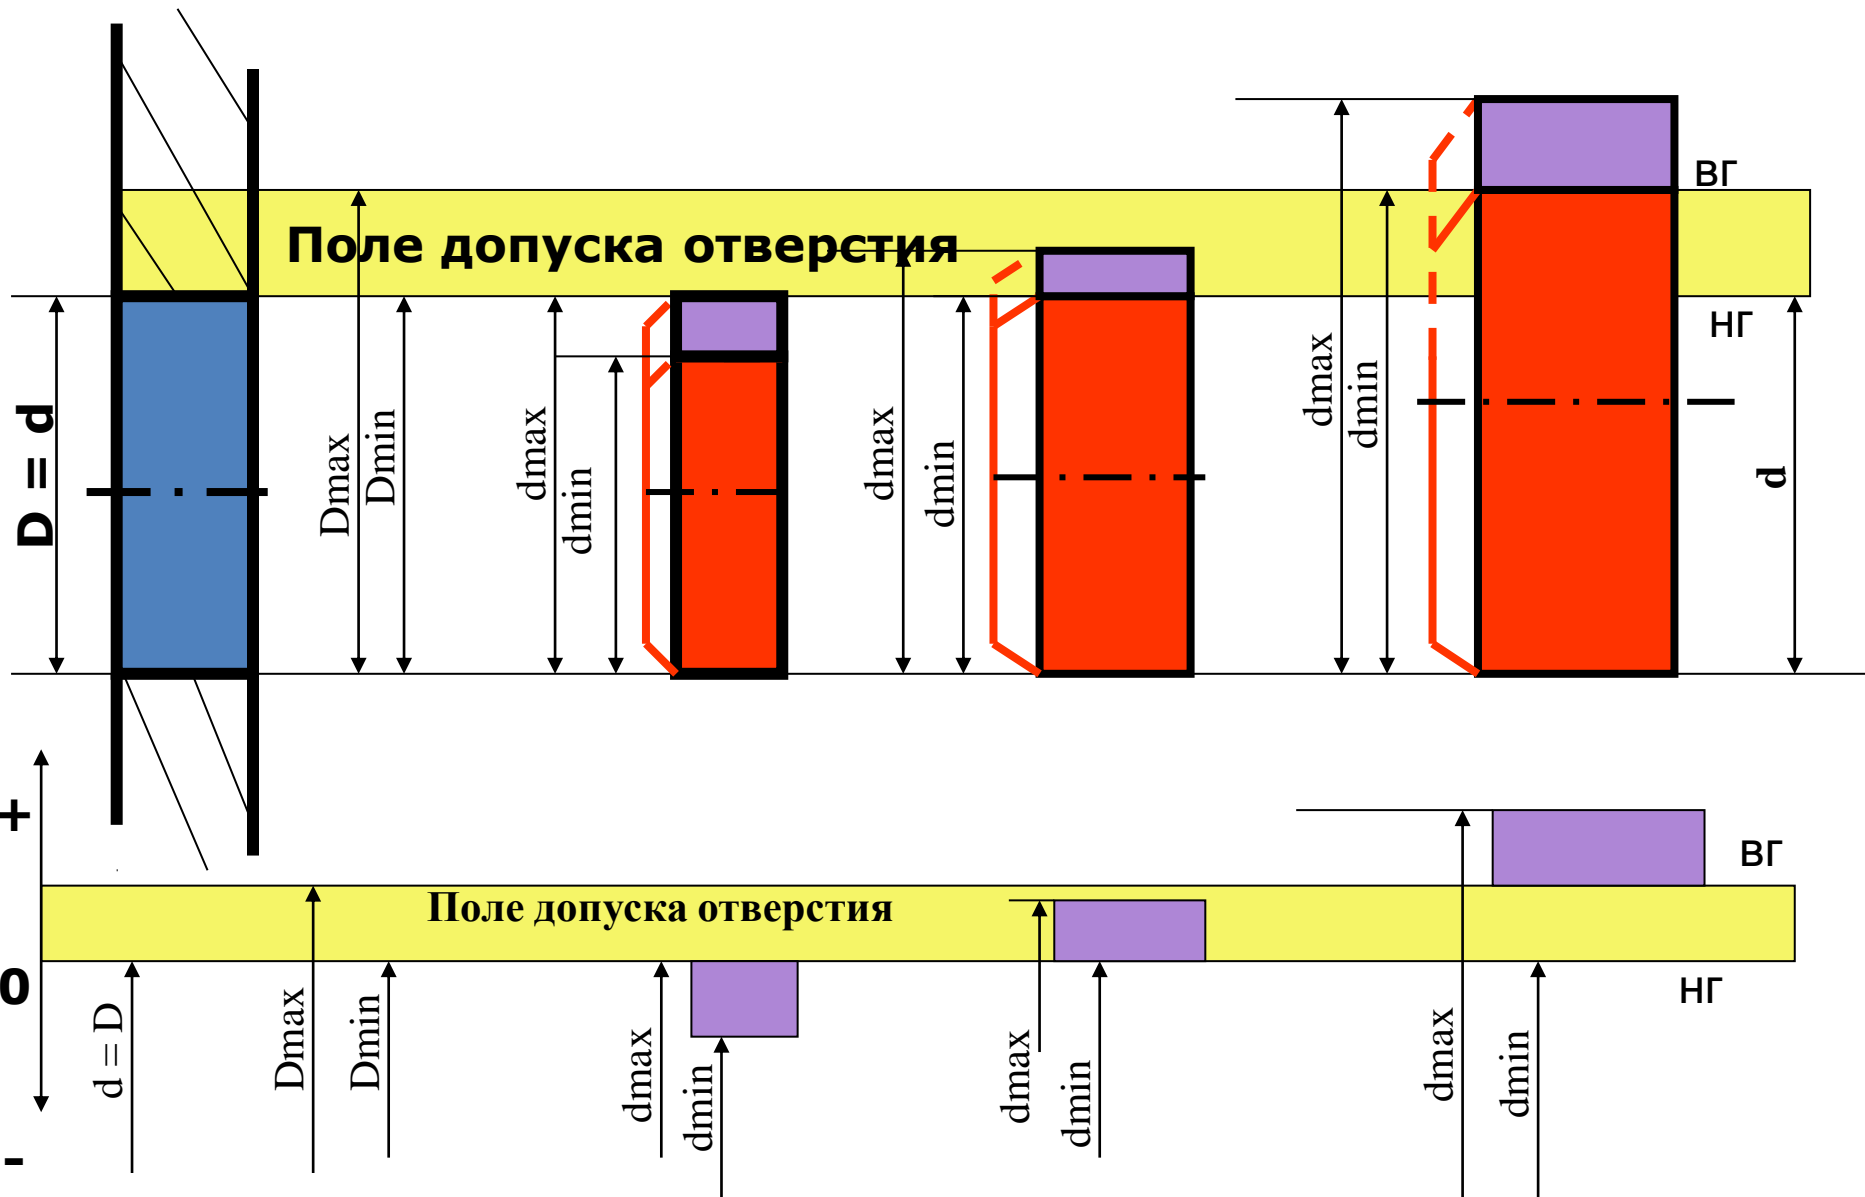 вг
Поле допуска отверстия
нг
D = d
Dmax
Dmin
dmax
dmin
dmax
dmin
dmax
dmin
d
+
вг
Поле допуска отверстия
0
нг
d = D
Dmax
Dmin
dmax
dmin
dmax
dmin
dmax
dmin
-